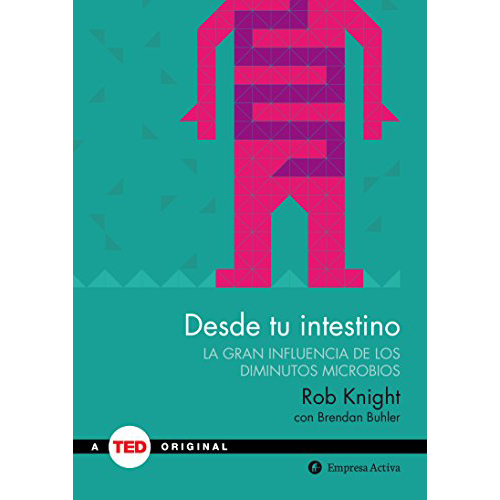 Desde tu intestino
LA GRAN INFLUENCIA DE LOS
DIMINUTOS MICROBIOS
Rob Knight
con Brendan Buhler
A TED ORIGINAL
Empresa Activa